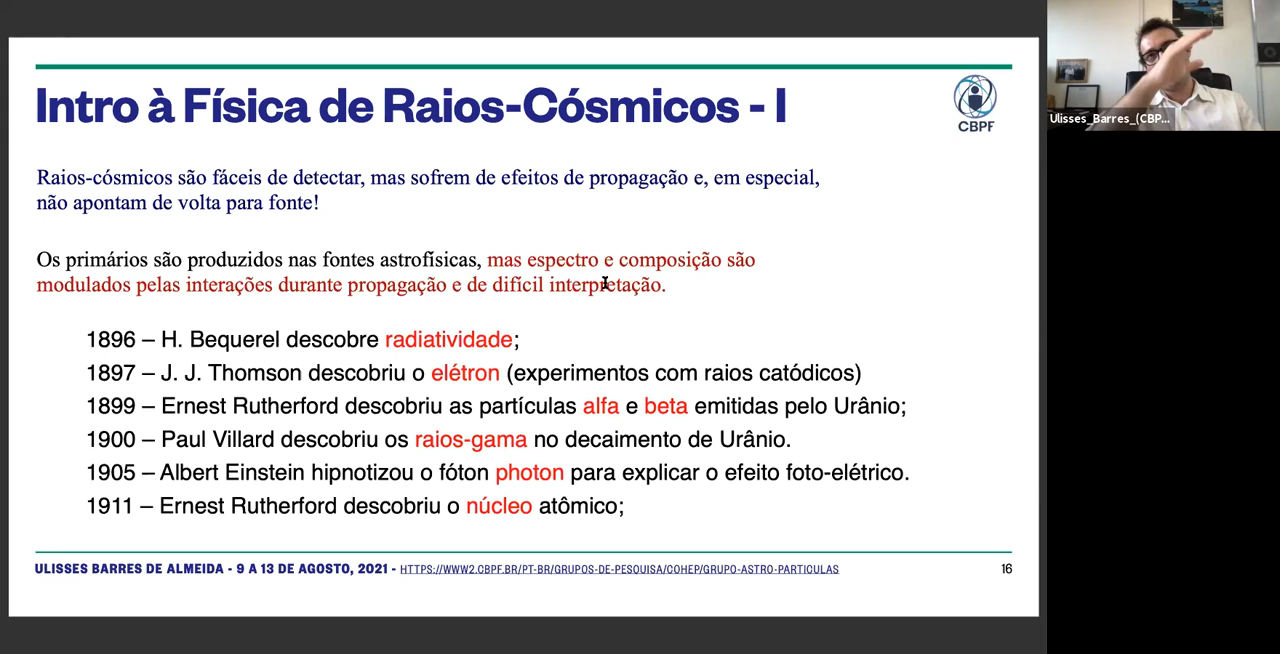 Intro à Física de Raios-Cósmicos - I
CBPF
Ulisses_Barres_(CBP...
Raios-cósmicos são fáceis de detectar, mas sofrem de efeitos de propagação e, em especial,
não apontam de volta para fonte!
Os primários são produzidos nas fontes astrofísicas, mas espectro e composição são
modulados pelas interações durante propagação e de difícil interpretação.
1896 – H. Bequerel descobre radiatividade;
1897 – J. J. Thomson descobriu o elétron (experimentos com raios catódicos)
1899 – Ernest Rutherford descobriu as partículas alfa e beta emitidas pelo Urânio;
1900 – Paul Villard descobriu os raios-gama no decaimento de Urânio.
1905 – Albert Einstein hipnotizou o fóton photon para explicar o efeito foto-elétrico.
1911 – Ernest Rutherford descobriu o núcleo atômico;
ULISSES BARRES DE ALMEIDA - 9 A 13 DE AGOSTO, 2021 - HTTPS://WWW2.CBPF.BR/PT-BR/GRUPOS-DE-PESQUISA/COHEP/GRUPO-ASTRO-PARTICULAS
16